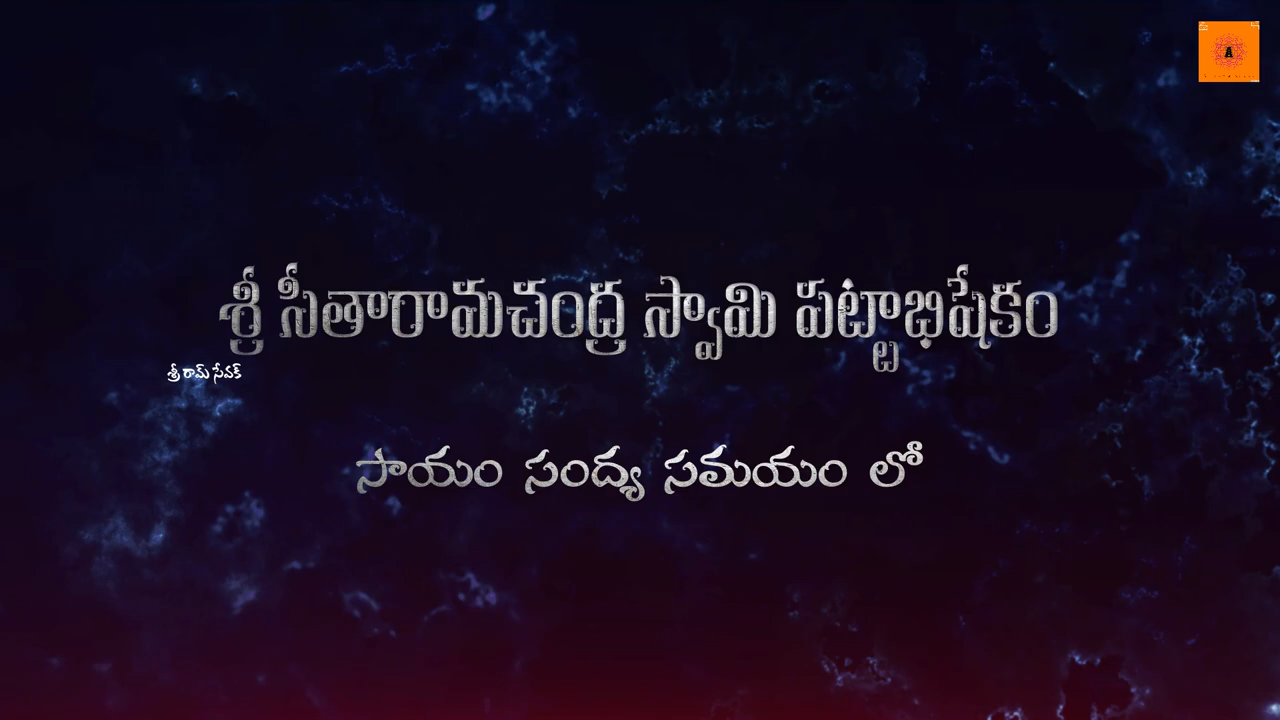 శ్రీ సీతారామచంద్ర స్వామి పట్టాభిషేకం
శ్రీ రామ్ సేవక్
సాయం సంద్య సమయం లో